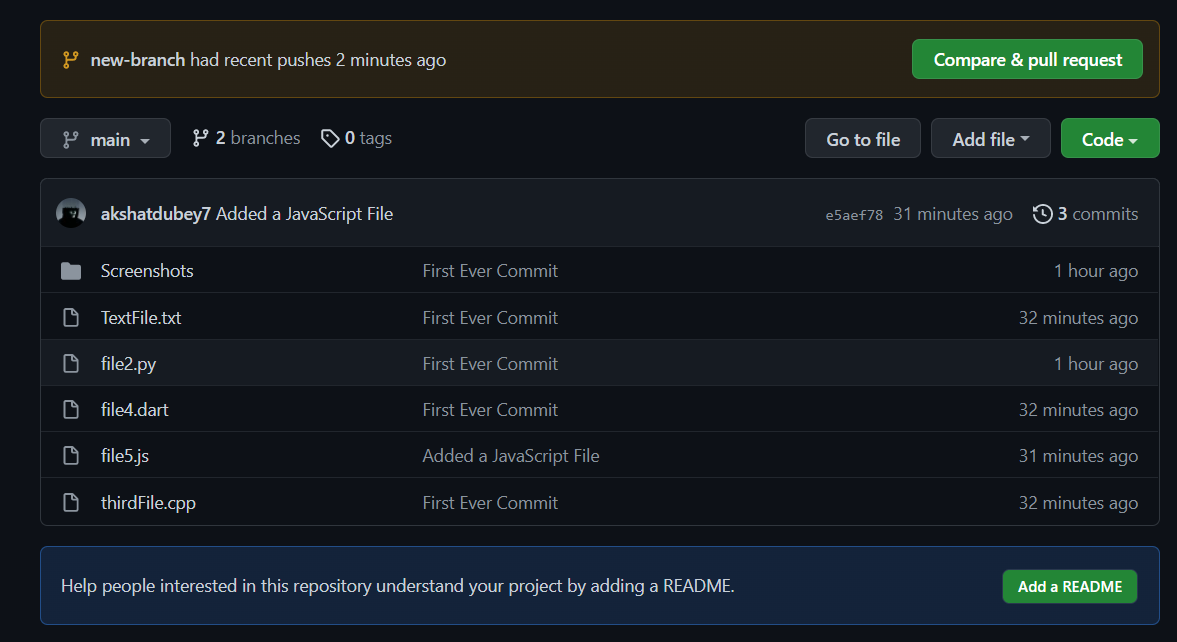 new-branch had recent pushes 2 minutes ago Compare & pull request
main 2 branches 0 tags Go to file Add file Code
akshatdubey7 Added a JavaScript File e5aef78 31 minutes ago 3 commits
Screenshots First Ever Commit 1 hour ago
TextFile.txt First Ever Commit 32 minutes ago
file2.py First Ever Commit 1 hour ago
file4.dart First Ever Commit 32 minutes ago
file5.js Added a JavaScript File 31 minutes ago
thirdFile.cpp First Ever Commit 32 minutes ago
Help people interested in this repository understand your project by adding a README. Add a README